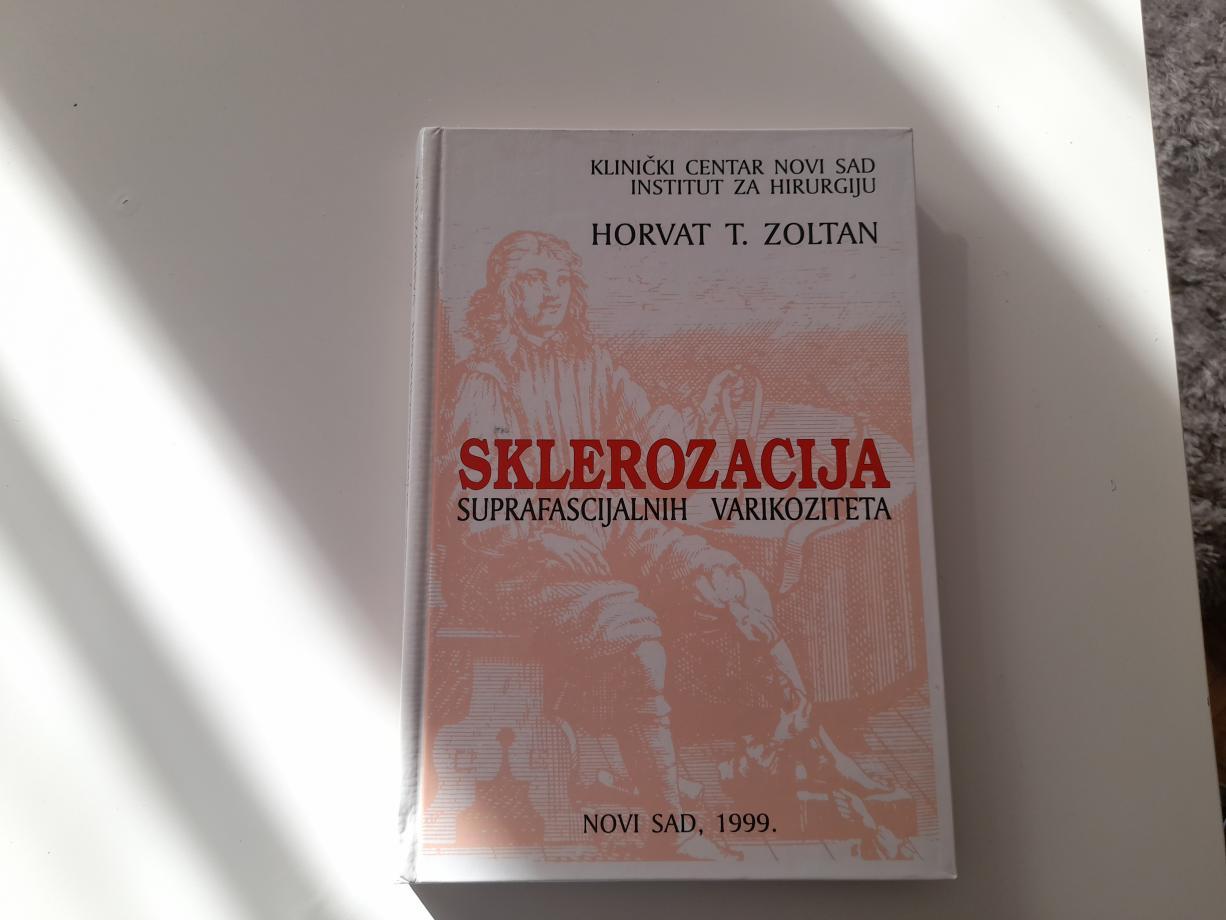 KLINIČKI CENTAR NOVI SAD
INSTITUT ZA HIRURGIJU
HORVAT T. ZOLTAN
SKLEROZACIJA
SUPRAFASCIJALNIH VARIKOZITETA
NOVI SAD, 1999.